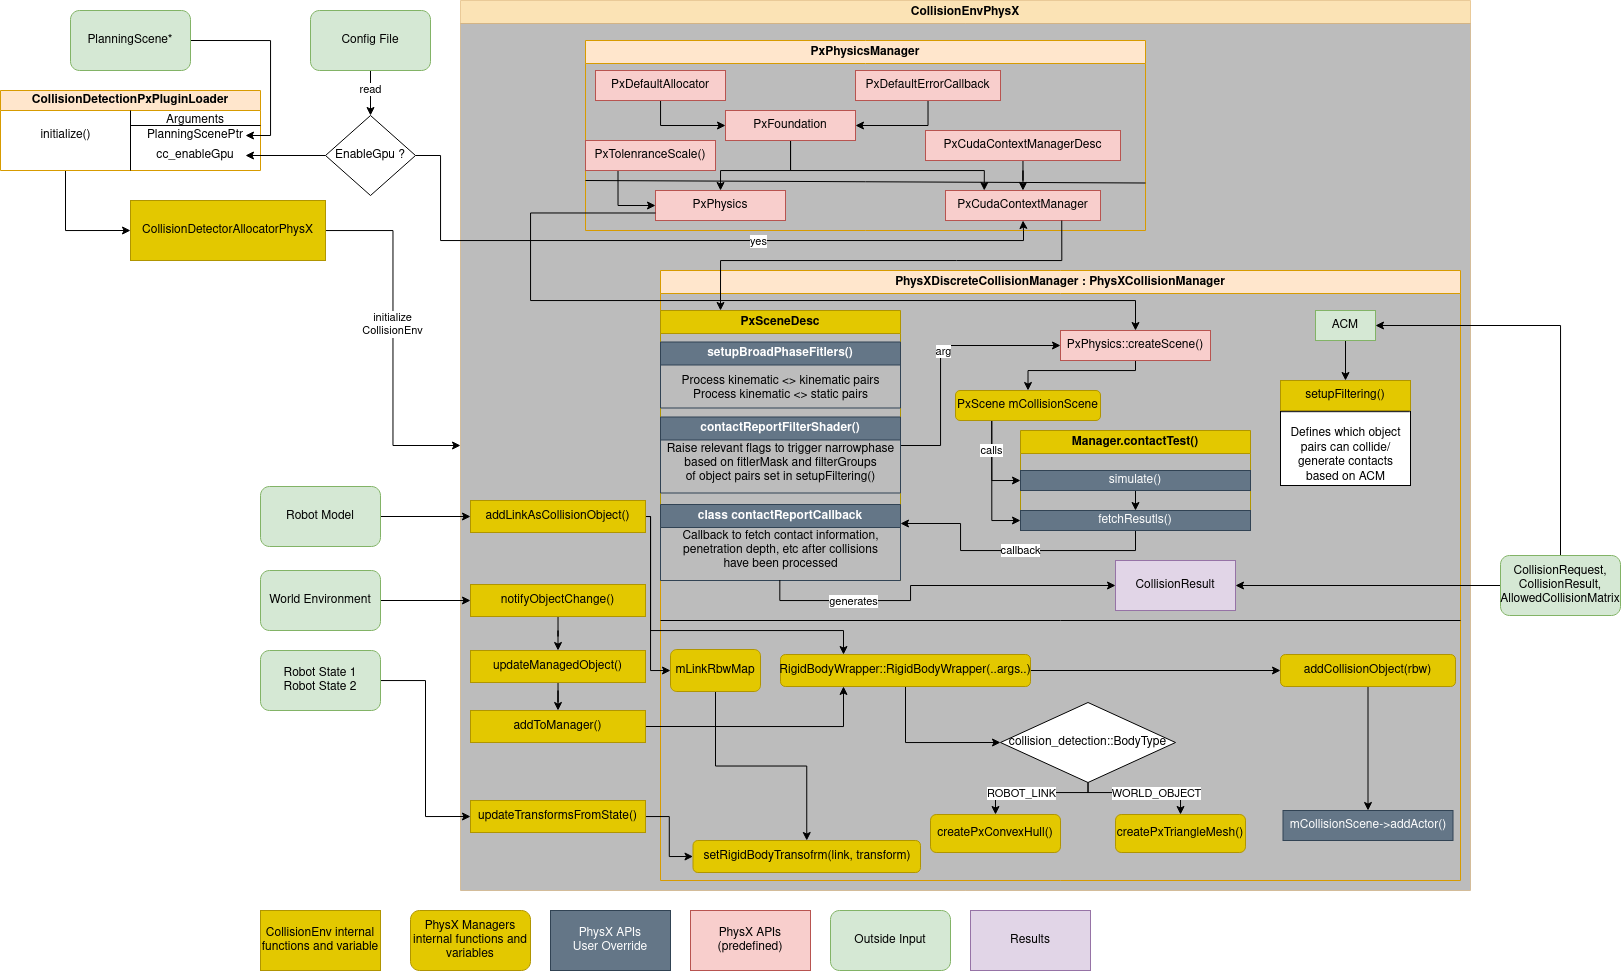 CollisionEnvPhysX
PlanningScene*
Config File
read
CollisionDetectionPxPluginLoader
initialize()
Arguments
PlanningScenePtr
cc_enableGpu
EnableGpu ?
CollisionDetectorAllocatorPhysX
initialize
CollisionEnv
PxPhysicsManager
PxDefaultAllocator
PxDefaultErrorCallback
PxFoundation
PxCudaContextManagerDesc
PxTolenranceScale()
PxPhysics
PxCudaContextManager
yes
PhysXDiscreteCollisionManager : PhysXCollisionManager
PxSceneDesc
setupBroadPhaseFitlers()
Process kinematic <> kinematic pairs
Process kinematic <> static pairs
contactReportFilterShader()
Raise relevant flags to trigger narrowphase
based on fitlerMask and filterGroups
of object pairs set in setupFiltering()
class contactReportCallback
Callback to fetch contact information,
penetration depth, etc after collisions
have been processed
arg
PxPhysics::createScene()
PxScene mCollisionScene
calls
Manager.contactTest()
simulate()
fetchResutls()
callback
generates
CollisionResult
ACM
setupFiltering()
Defines which object
pairs can collide/
generate contacts
based on ACM
CollisionRequest,
CollisionResult,
AllowedCollisionMatrix
Robot Model
addLinkAsCollisionObject()
World Environment
notifyObjectChange()
Robot State 1
Robot State 2
updateManagedObject()
addToManager()
updateTransformsFromState()
mLinkRbwMap
RigidBodyWrapper::RigidBodyWrapper(..args..)
addCollisionObject(rbw)
collision_detection::BodyType
ROBOT_LINK
WORLD_OBJECT
createPxConvexHull()
createPxTriangleMesh()
mCollisionScene->addActor()
setRigidBodyTransofrm(link, transform)
CollisionEnv internal
functions and variable
PhysX Managers
internal functions and
variables
PhysX APIs
User Override
PhysX APIs
(predefined)
Outside Input
Results